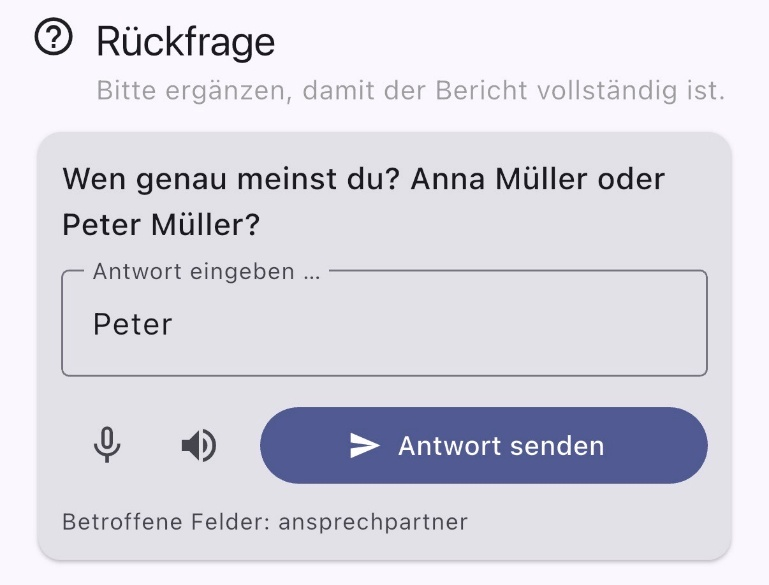 Rückfrage
Bitte ergänzen, damit der Bericht vollständig ist.
Wen genau meinst du? Anna Müller oder
Peter Müller?
Antwort eingeben ...
Peter
Antwort senden
Betroffene Felder: ansprechpartner